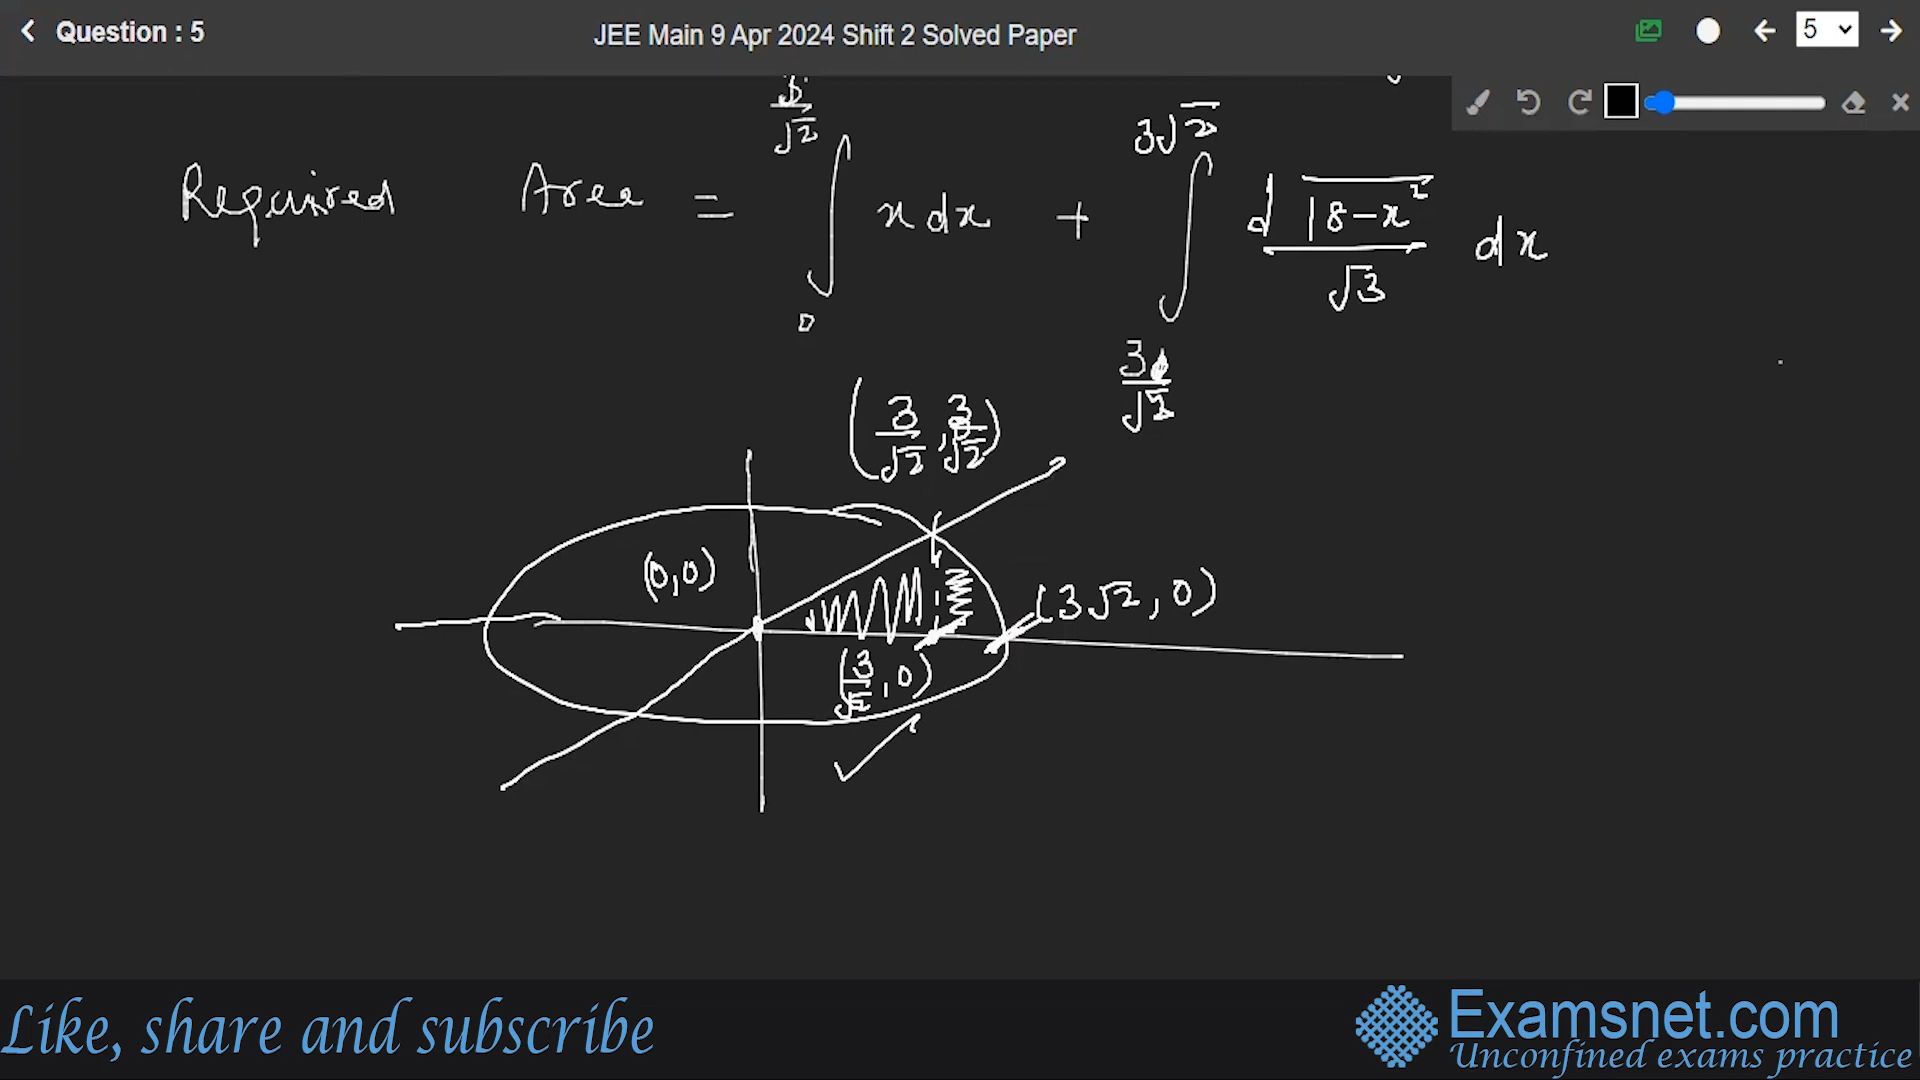 Question : 5
JEE Main 9 Apr 2024 Shift 2 Solved Paper
5
Required Area = ∫_0^{3/√2} x dx + ∫_{3/√2}^{3√2} √(18-x²)/√3 dx
(3/√2, 3/√2)
(0,0)
(3√2, 0)
(3/√2, 0)
Like, share and subscribe
Examsnet.com
Unconfined exams practice